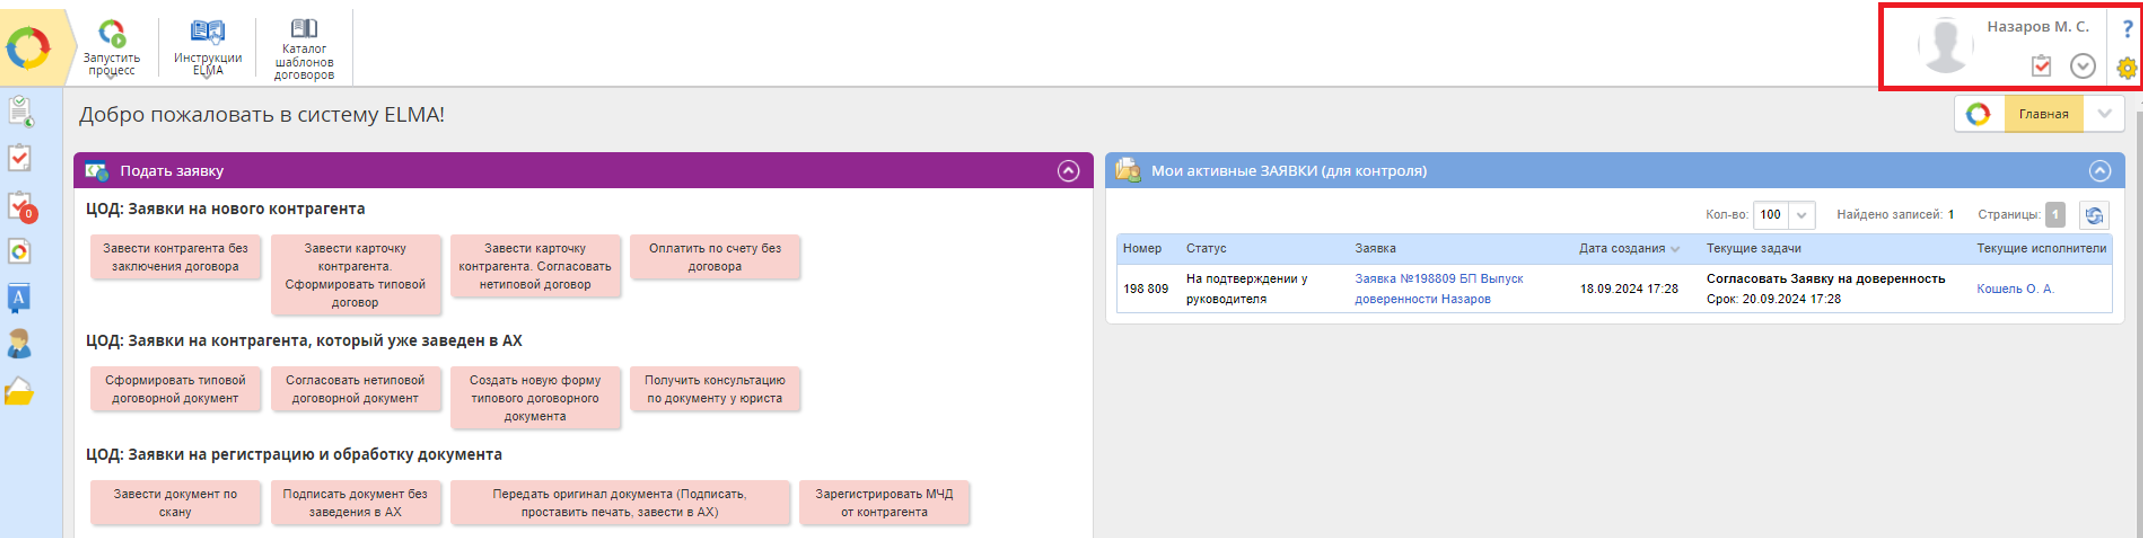 Запустить
процесс
Инструкции
ELMA
Каталог
шаблонов
договоров
Назаров М. С.
?
Добро пожаловать в систему ELMA!
Главная
0
A
Подать заявку
ЦОД: Заявки на нового контрагента
Завести контрагента без
заключения договора
Завести карточку
контрагента.
Сформировать типовой
договор
Завести карточку
контрагента. Согласовать
нетиповой договор
Оплатить по счету без
договора
ЦОД: Заявки на контрагента, который уже заведен в АХ
Сформировать типовой
договорной документ
Согласовать нетиповой
договорной документ
Создать новую форму
типового договорного
документа
Получить консультацию
по документу у юриста
ЦОД: Заявки на регистрацию и обработку документа
Завести документ по
скану
Подписать документ без
заведения в АХ
Передать оригинал документа (Подписать,
проставить печать, завести в АХ)
Зарегистрировать МЧД
от контрагента
Мои активные ЗАЯВКИ (для контроля)
Кол-во: 100 Найдено записей: 1 Страницы: 1
Номер Статус Заявка Дата создания Текущие задачи Текущие исполнители
198 809
На подтверждении у
руководителя
Заявка №198809 БП Выпуск
доверенности Назаров
18.09.2024 17:28
Согласовать Заявку на доверенность
Срок: 20.09.2024 17:28
Кошель О. А.